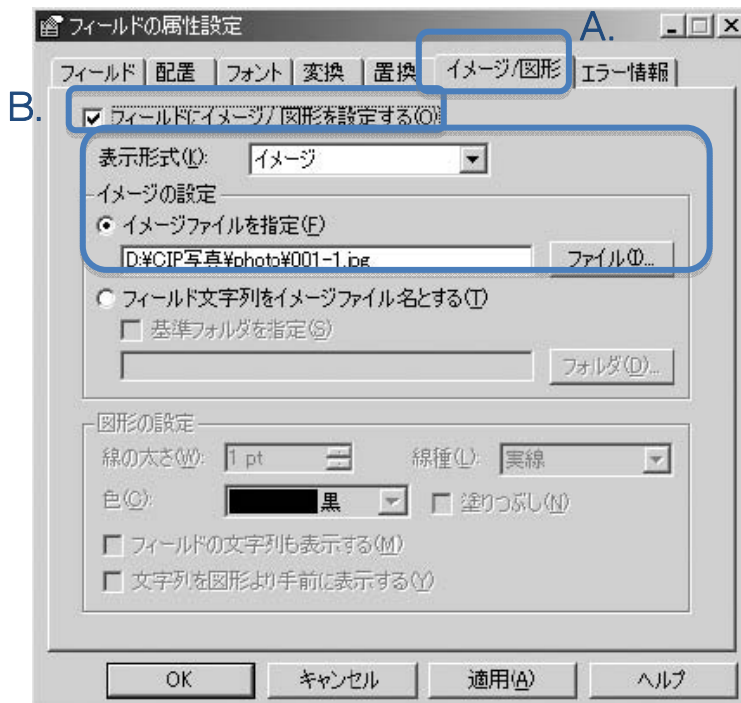 フィールドの属性設定
A.
フィールド 配置 フォント 変換 置換 イメージ/図形 エラー情報
B.
フィールドにイメージ/図形を設定する(O)
表示形式(K): イメージ
イメージの設定
イメージファイルを指定(F)
D:¥CIP写真¥photo¥001-1.jpg ファイル(I)...
フィールド文字列をイメージファイル名とする(T)
基準フォルダを指定(S)
フォルダ(D)...
図形の設定
線の太さ(W): 1 pt 線種(L): 実線
色(C): 黒 塗りつぶし(N)
フィールドの文字列も表示する(M)
文字列を図形より手前に表示する(Y)
OK キャンセル 適用(A) ヘルプ